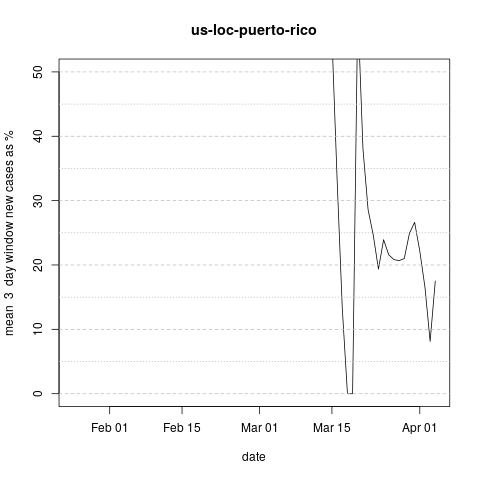 us-loc-puerto-rico
mean 3 day window new cases as %
50
40
30
20
10
0
Feb 01 Feb 15 Mar 01 Mar 15 Apr 01
date